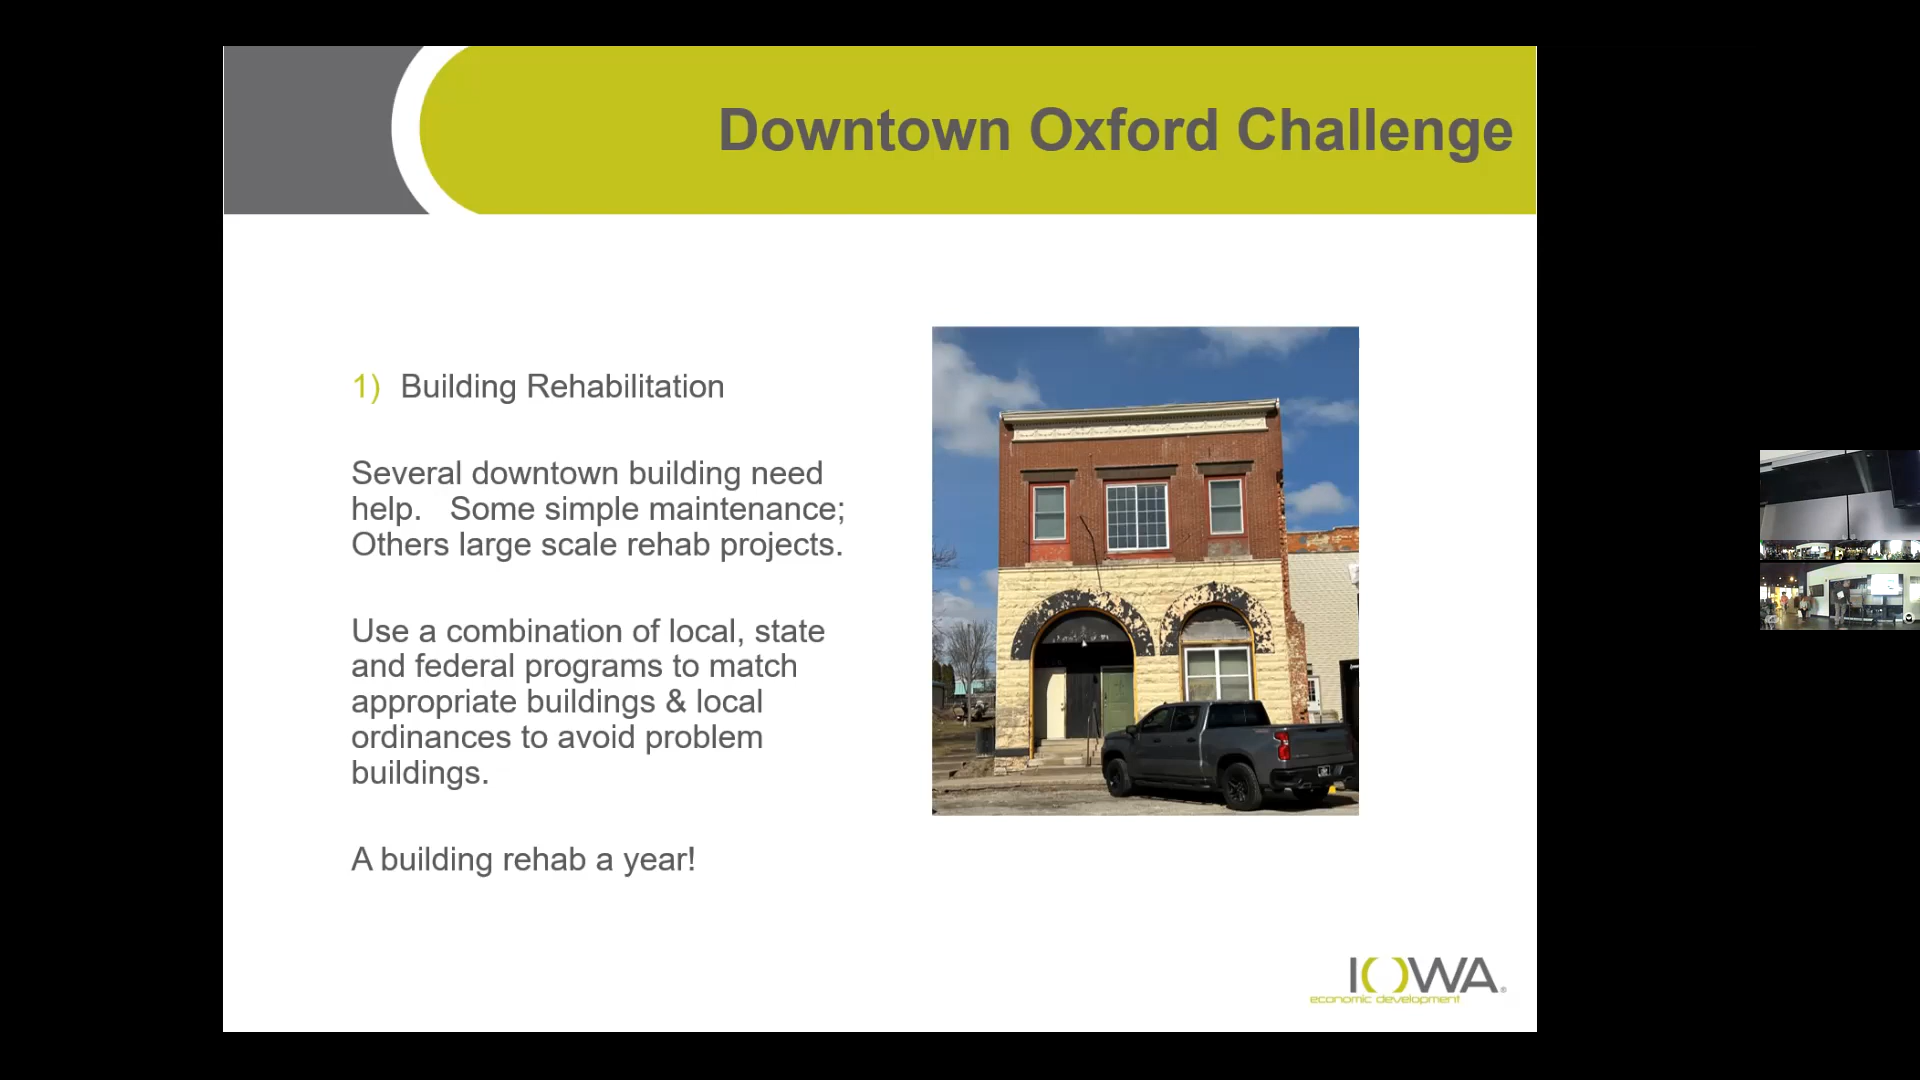 Downtown Oxford Challenge
1) Building Rehabilitation
Several downtown building need
help. Some simple maintenance;
Others large scale rehab projects.
Use a combination of local, state
and federal programs to match
appropriate buildings & local
ordinances to avoid problem
buildings.
A building rehab a year!
IOWA®
economic development